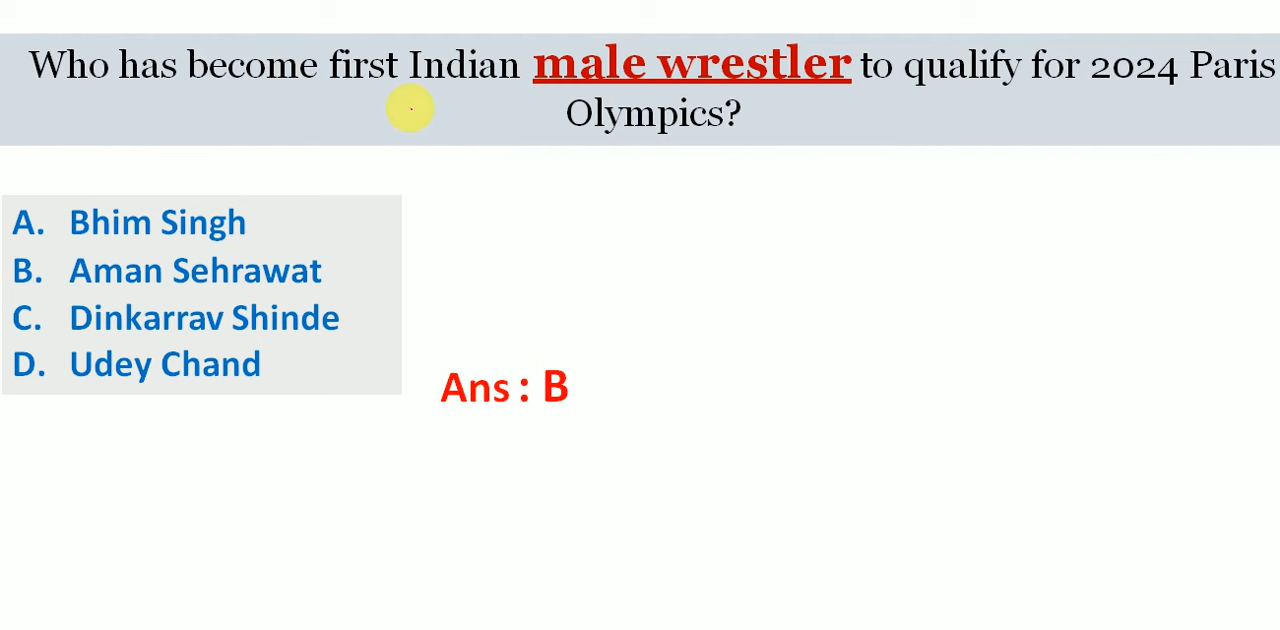 Who has become first Indian male wrestler to qualify for 2024 Paris
Olympics?
A. Bhim Singh
B. Aman Sehrawat
C. Dinkarrav Shinde
D. Udey Chand
Ans : B